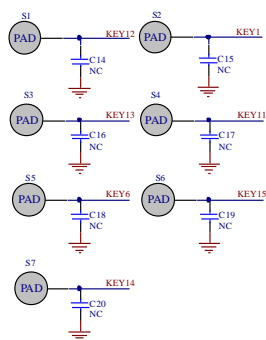 S1
PAD
KEY12
C14
NC
S2
PAD
KEY1
C15
NC
S3
PAD
KEY13
C16
NC
S4
PAD
KEY11
C17
NC
S5
PAD
KEY6
C18
NC
S6
PAD
KEY15
C19
NC
S7
PAD
KEY14
C20
NC